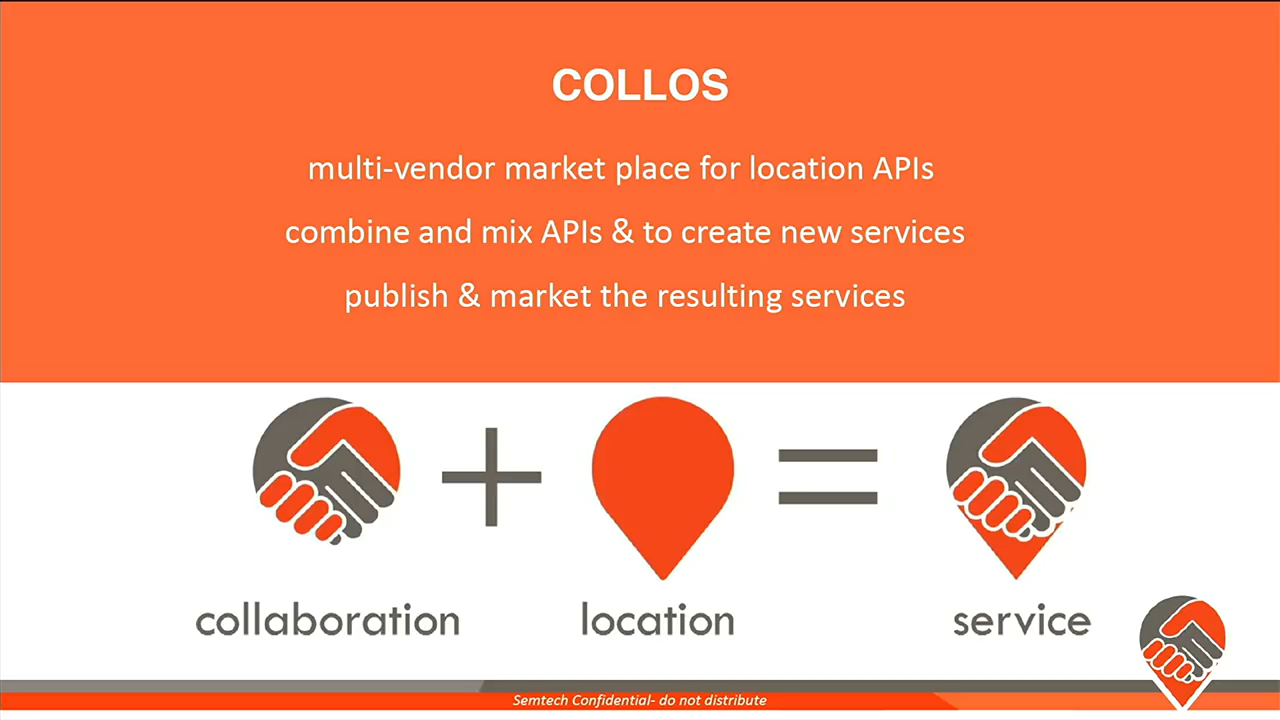 COLLOS
multi-vendor market place for location APIs
combine and mix APIs & to create new services
publish & market the resulting services
collaboration + location = service
Semtech Confidential- do not distribute